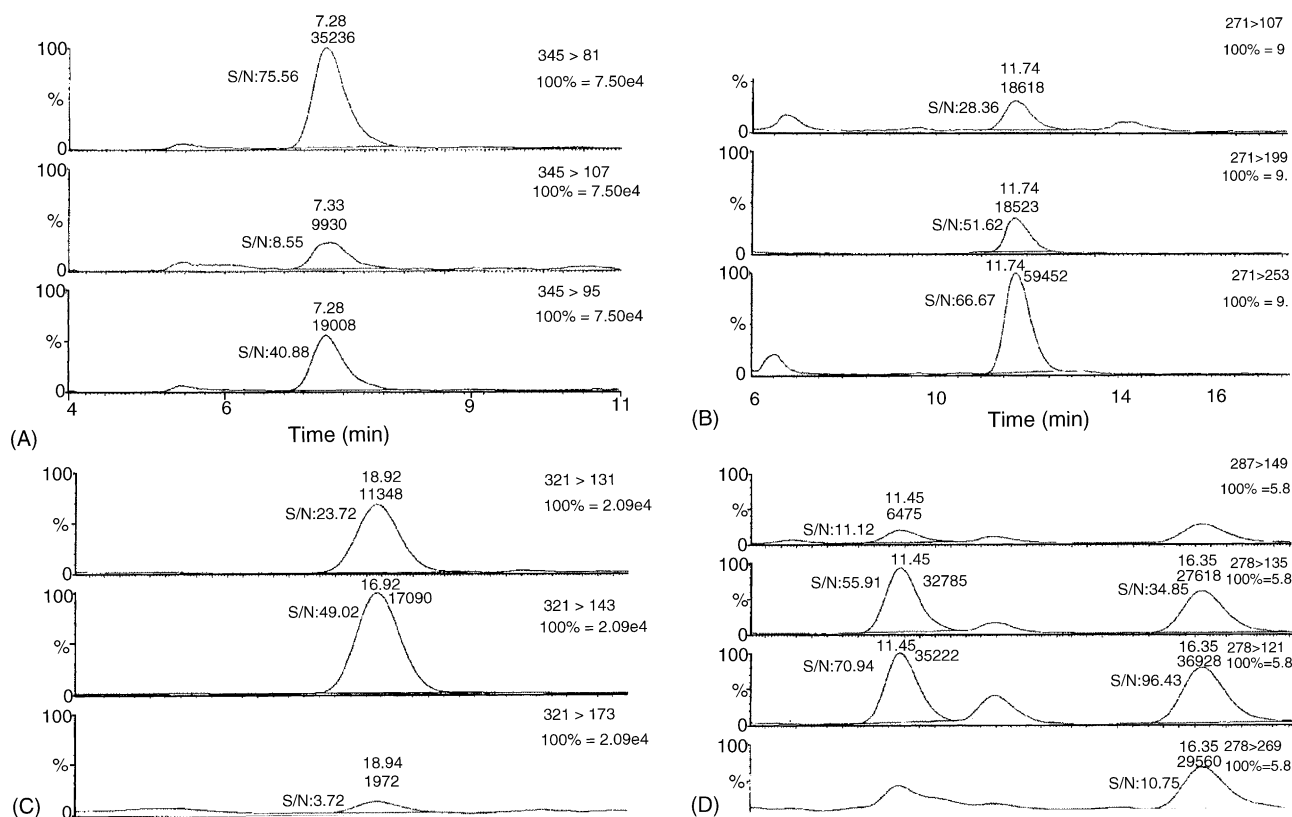 7.28
35236
S/N:75.56
345 > 81
100% = 7.50e4
100
%
0
345 > 107
100% = 7.50e4
7.33
9930
S/N:8.55
100
%
0
345 > 95
100% = 7.50e4
7.28
19008
S/N:40.88
100
%
0
4 6 9 11
(A) Time (min)
271>107
100% = 9
11.74
18618
S/N:28.36
%
0
271>199
100% = 9.
11.74
18523
S/N:51.62
100
%
0
271>253
100% = 9.
11.74
59452
S/N:66.67
100
%
0
6 10 14 16
(B) Time (min)
321 > 131
100% = 2.09e4
18.92
11348
S/N:23.72
100
%
0
321 > 143
100% = 2.09e4
16.92
17090
S/N:49.02
100
%
0
321 > 173
100% = 2.09e4
18.94
1972
S/N:3.72
100
%
0
(C)
287>149
100% =5.8
11.45
6475
S/N:11.12
100
%
0
278>135
100%=5.8
11.45
32785
S/N:55.91
16.35
27618
S/N:34.85
100
%
0
278>121
100%=5.8
11.45
35222
S/N:70.94
16.35
36928
S/N:96.43
100
%
0
278>269
100%=5.8
16.35
29560
S/N:10.75
100
%
(D)